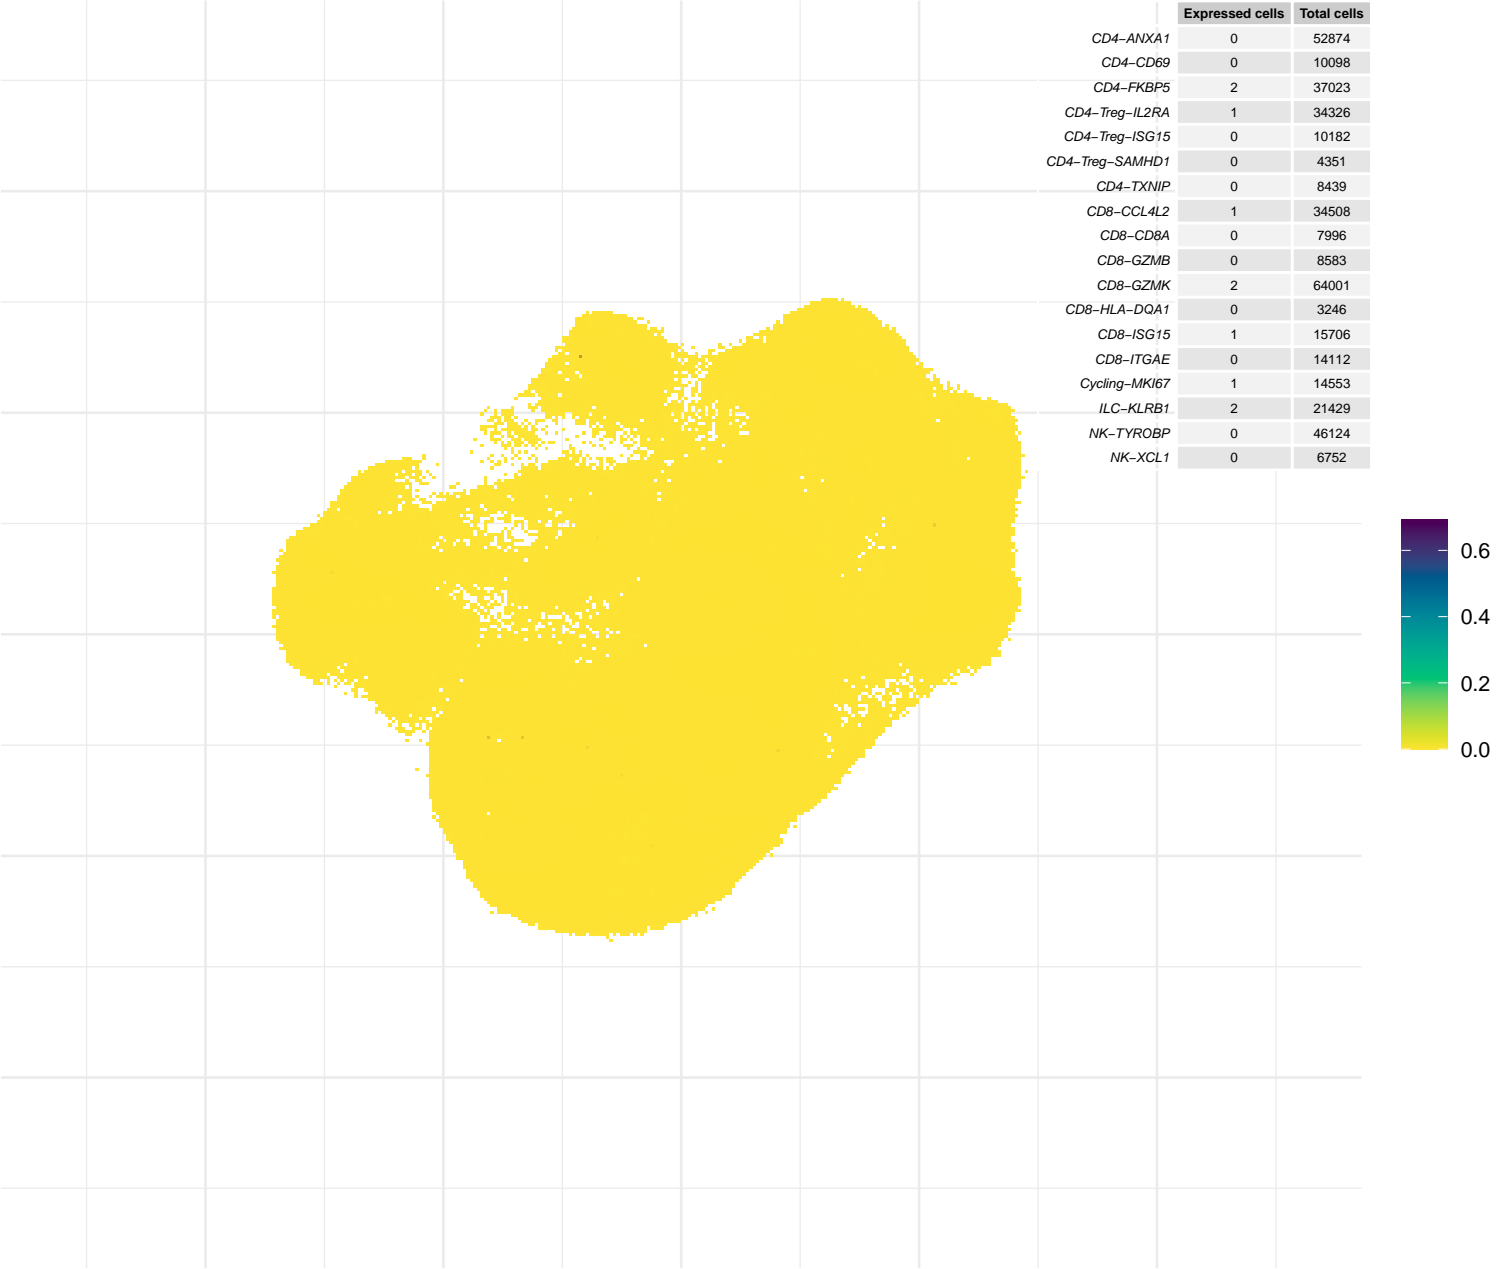 Expressed cells Total cells
CD4−ANXA1 0 52874
CD4−CD69 0 10098
CD4−FKBP5 2 37023
CD4−Treg−IL2RA 1 34326
CD4−Treg−ISG15 0 10182
CD4−Treg−SAMHD1 0 4351
CD4−TXNIP 0 8439
CD8−CCL4L2 1 34508
CD8−CD8A 0 7996
CD8−GZMB 0 8583
CD8−GZMK 2 64001
CD8−HLA−DQA1 0 3246
CD8−ISG15 1 15706
CD8−ITGAE 0 14112
Cycling−MKI67 1 14553
ILC−KLRB1 2 21429
NK−TYROBP 0 46124
NK−XCL1 0 6752
0.6
0.4
0.2
0.0